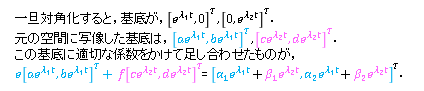 一旦対角化すると，基底が，[e^{λ₁t},0]^T，[0,e^{λ₂t}]^T．
元の空間に写像した基底は，[ae^{λ₁t},be^{λ₁t}]^T，[ce^{λ₂t},de^{λ₂t}]^T．
この基底に適切な係数をかけて足し合わせたものが，
e[ae^{λ₁t},be^{λ₁t}]^T + f[ce^{λ₂t},de^{λ₂t}]^T=[α₁e^{λ₁t}+β₁e^{λ₂t},α₂e^{λ₁t}+β₂e^{λ₂t}]^T．